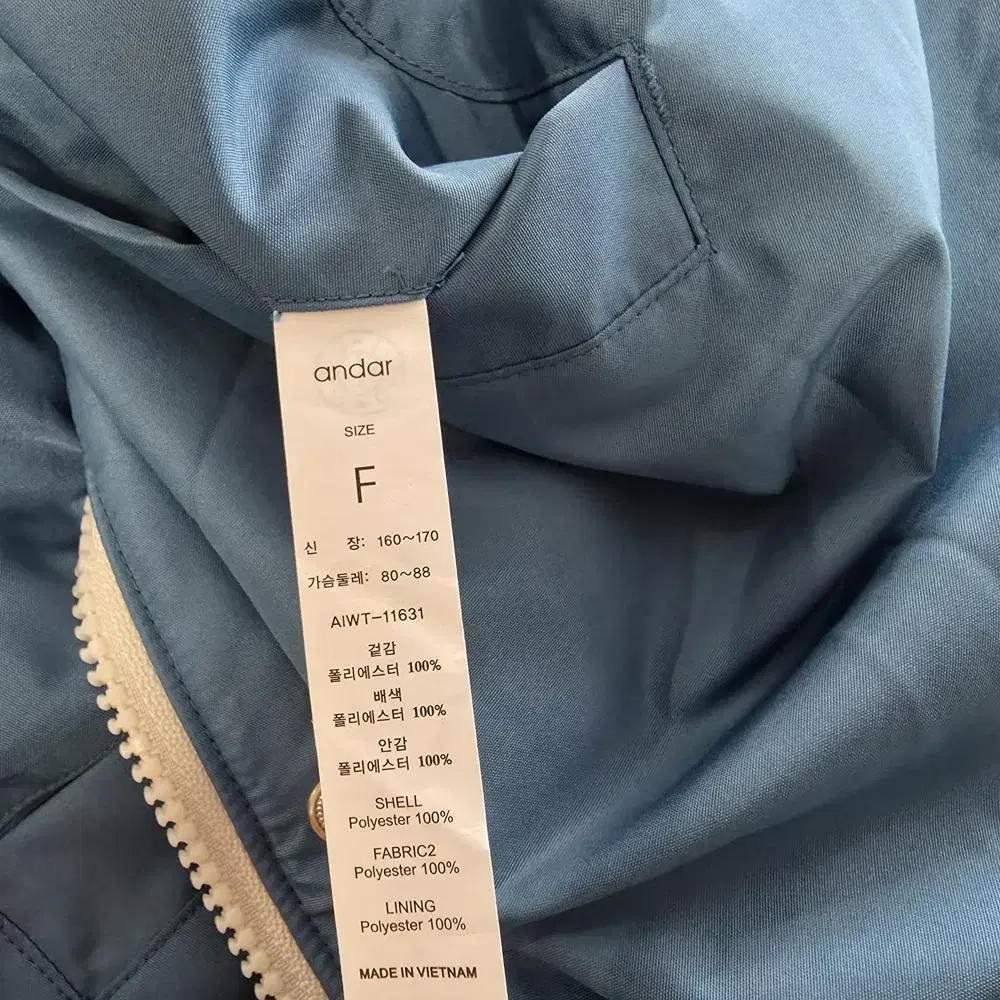 andar
SIZE
F
신 장: 160~170
가슴둘레: 80~88
AIWT-11631
겉감
폴리에스터 100%
배색
폴리에스터 100%
안감
폴리에스터 100%
SHELL
Polyester 100%
FABRIC2
Polyester 100%
LINING
Polyester 100%
MADE IN VIETNAM